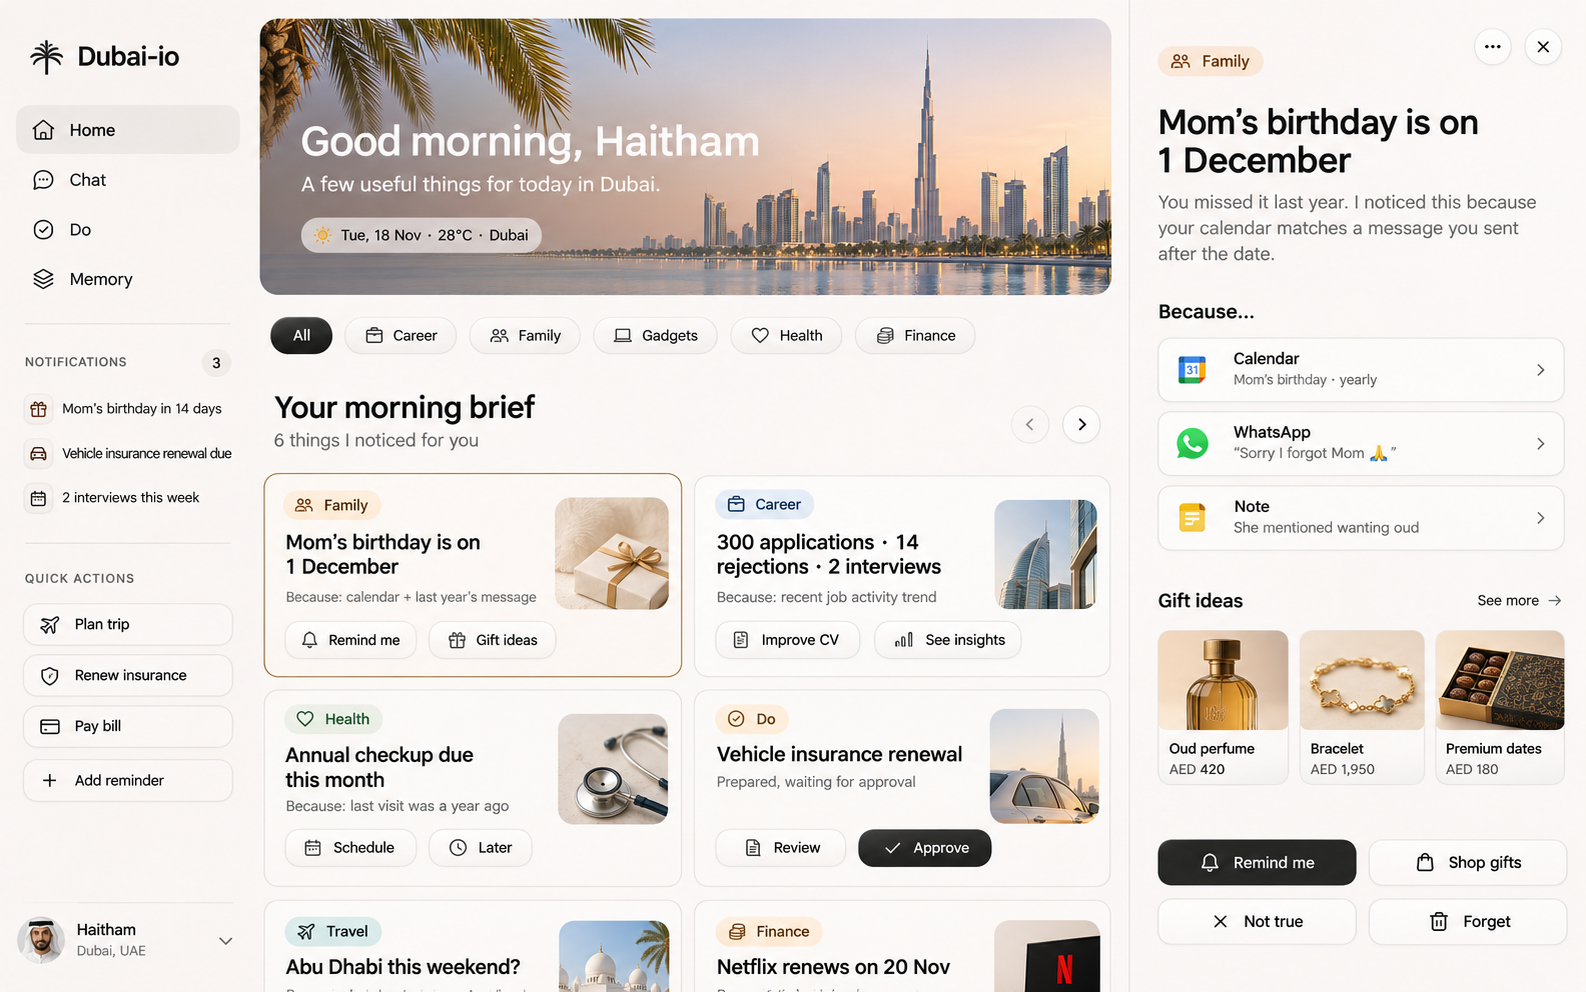 Dubai-io
Home
Chat
Do
Memory
NOTIFICATIONS
3
Mom's birthday in 14 days
Vehicle insurance renewal due
2 interviews this week
QUICK ACTIONS
Plan trip
Renew insurance
Pay bill
Add reminder
Haitham
Dubai, UAE
Good morning, Haitham
A few useful things for today in Dubai.
Tue, 18 Nov · 28°C · Dubai
All
Career
Family
Gadgets
Health
Finance
Your morning brief
6 things I noticed for you
Family
Mom's birthday is on
1 December
Because: calendar + last year's message
Remind me
Gift ideas
Career
300 applications · 14
rejections · 2 interviews
Because: recent job activity trend
Improve CV
See insights
Health
Annual checkup due
this month
Because: last visit was a year ago
Schedule
Later
Do
Vehicle insurance renewal
Prepared, waiting for approval
Review
Approve
Travel
Abu Dhabi this weekend?
Finance
Netflix renews on 20 Nov
N
Family
Mom's birthday is on
1 December
You missed it last year. I noticed this because
your calendar matches a message you sent
after the date.
Because...
31
Calendar
Mom's birthday · yearly
WhatsApp
“Sorry I forgot Mom 🙏”
Note
She mentioned wanting oud
Gift ideas
See more →
Oud perfume
AED 420
Bracelet
AED 1,950
Premium dates
AED 180
Remind me
Shop gifts
Not true
Forget